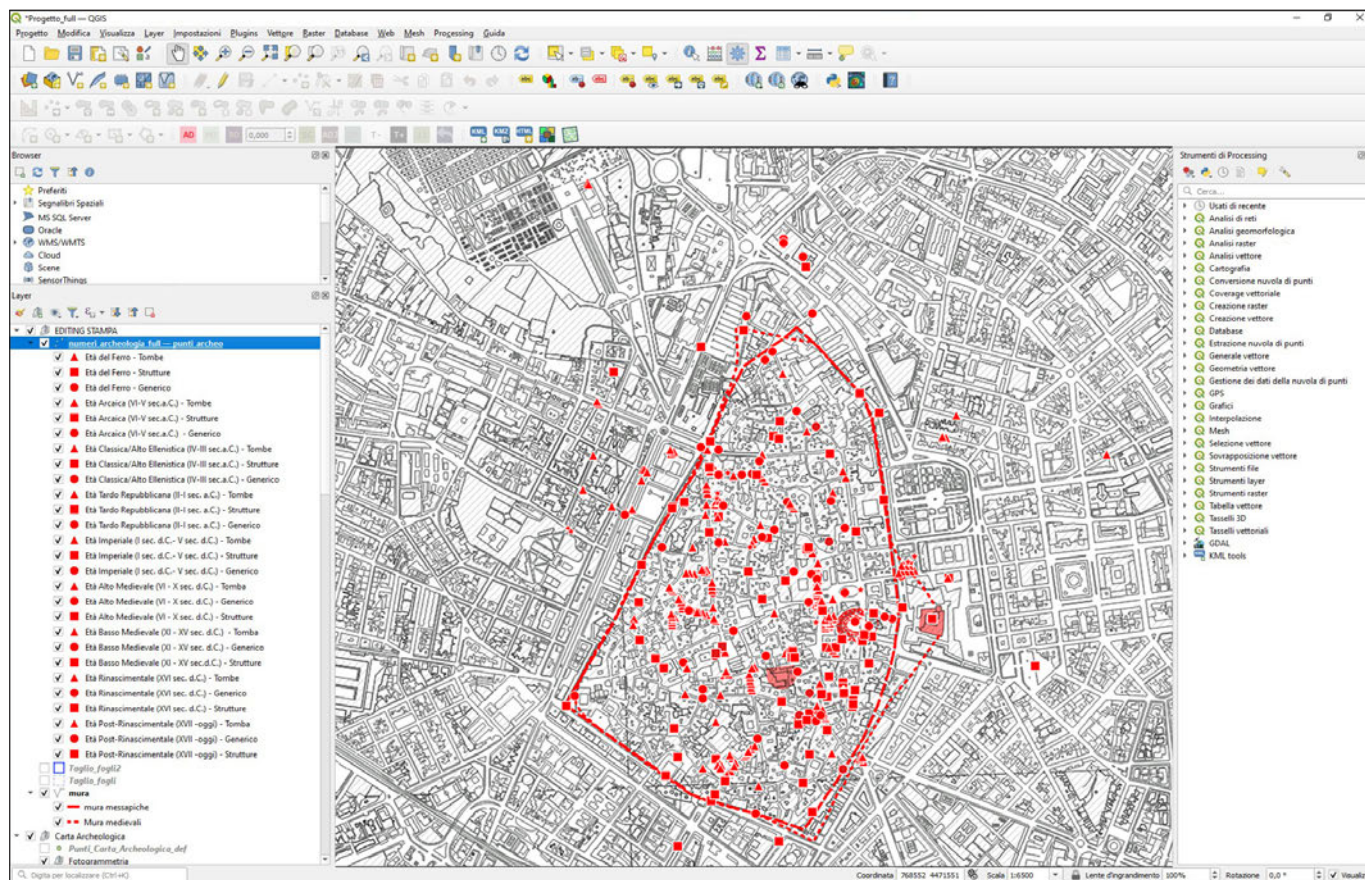 *Progetto_full — QGIS
Progetto Modifica Visualizza Layer Impostazioni Plugins Vettore Raster Database Web Mesh Processing Guida
AD 0,000 KML KMZ HTML
Browser
Preferiti
Segnalibri Spaziali
MS SQL Server
Oracle
WMS/WMTS
Cloud
Scene
SensorThings
Layer
EDITING STAMPA
numeri archeologia_full — punti archeo
Età del Ferro - Tombe
Età del Ferro - Strutture
Età del Ferro - Generico
Età Arcaica (VI-V sec.a.C.) - Tombe
Età Arcaica (VI-V sec.a.C.) - Strutture
Età Arcaica (VI-V sec.a.C.) - Generico
Età Classica/Alto Ellenistica (IV-III sec.a.C.) - Tombe
Età Classica/Alto Ellenistica (IV-III sec.a.C.) - Strutture
Età Classica/Alto Ellenistica (IV-III sec.a.C.) - Generico
Età Tardo Repubblicana (II-I sec. a.C.) - Tombe
Età Tardo Repubblicana (II-I sec. a.C.) - Strutture
Età Tardo Repubblicana (II-I sec. a.C.) - Generico
Età Imperiale (I sec. d.C.- V sec. d.C.) - Tombe
Età Imperiale (I sec. d.C.- V sec. d.C.) - Strutture
Età Imperiale (I sec. d.C.- V sec. d.C.) - Generico
Età Alto Medievale (VI - X sec. d.C.) - Tomba
Età Alto Medievale (VI - X sec. d.C.) - Generico
Età Alto Medievale (VI - X sec. d.C.) - Strutture
Età Basso Medievale (XI - XV sec. d.C.) - Tomba
Età Basso Medievale (XI - XV sec. d.C.) - Generico
Età Basso Medievale (XI - XV sec.d.C.) - Strutture
Età Rinascimentale (XVI sec. d.C.) - Tombe
Età Rinascimentale (XVI sec. d.C.) - Generico
Età Rinascimentale (XVI sec. d.C.) - Strutture
Età Post-Rinascimentale (XVII -oggi) - Tomba
Età Post-Rinascimentale (XVII -oggi) - Generico
Età Post-Rinascimentale (XVII -oggi) - Strutture
Taglio_fogli2
Taglio_fogli
mura
mura messapiche
Mura medievali
Carta Archeologica
Punti_Carta_Archeologica_def
Fotogrammetria
Strumenti di Processing
Cerca...
Usati di recente
Analisi di reti
Analisi geomorfologica
Analisi raster
Analisi vettore
Cartografia
Conversione nuvola di punti
Coverage vettoriale
Creazione raster
Creazione vettore
Database
Estrazione nuvola di punti
Generale vettore
Geometria vettore
Gestione dei dati della nuvola di punti
GPS
Grafici
Interpolazione
Mesh
Selezione vettore
Sovrapposizione vettore
Strumenti file
Strumenti layer
Strumenti raster
Tabella vettore
Tasselli 3D
Tasselli vettoriali
GDAL
KML tools
Digita per localizzare (Ctrl+K) Coordinata 768552 4471551 Scala 1:6500 Lente d'ingrandimento 100% Rotazione 0,0 ° Visualiz